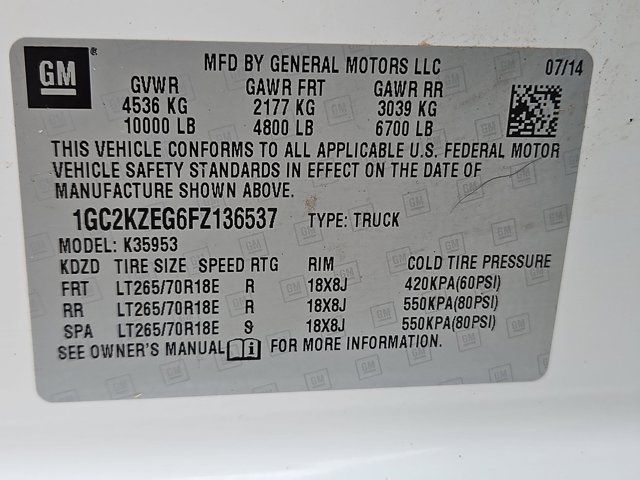 GM ® MFD BY GENERAL MOTORS LLC 07/14
GVWR GAWR FRT GAWR RR
4536 KG 2177 KG 3039 KG
10000 LB 4800 LB 6700 LB
THIS VEHICLE CONFORMS TO ALL APPLICABLE U.S. FEDERAL MOTOR
VEHICLE SAFETY STANDARDS IN EFFECT ON THE DATE OF
MANUFACTURE SHOWN ABOVE.
1GC2KZEG6FZ136537 TYPE: TRUCK
MODEL: K35953
KDZD TIRE SIZE SPEED RTG RIM COLD TIRE PRESSURE
FRT LT265/70R18E R 18X8J 420KPA(60PSI)
RR LT265/70R18E R 18X8J 550KPA(80PSI)
SPA LT265/70R18E S 18X8J 550KPA(80PSI)
SEE OWNER'S MANUAL i FOR MORE INFORMATION.